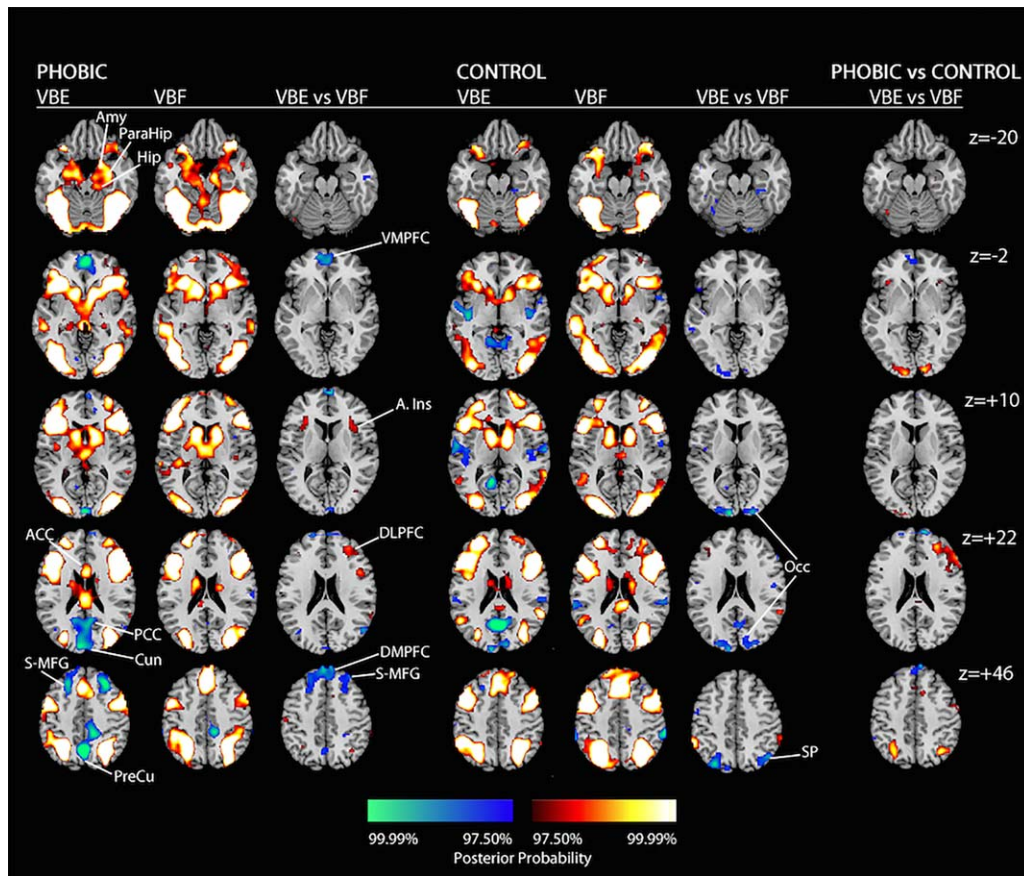 PHOBIC CONTROL PHOBIC vs CONTROL
VBE VBF VBE vs VBF VBE VBF VBE vs VBF VBE vs VBF
Amy
ParaHip
Hip
z=-20
VMPFC
z=-2
A. Ins
z=+10
ACC
DLPFC
z=+22
Occ
PCC
Cun
DMPFC
S-MFG
S-MFG
z=+46
SP
PreCu
99.99% 97.50% 97.50% 99.99%
Posterior Probability